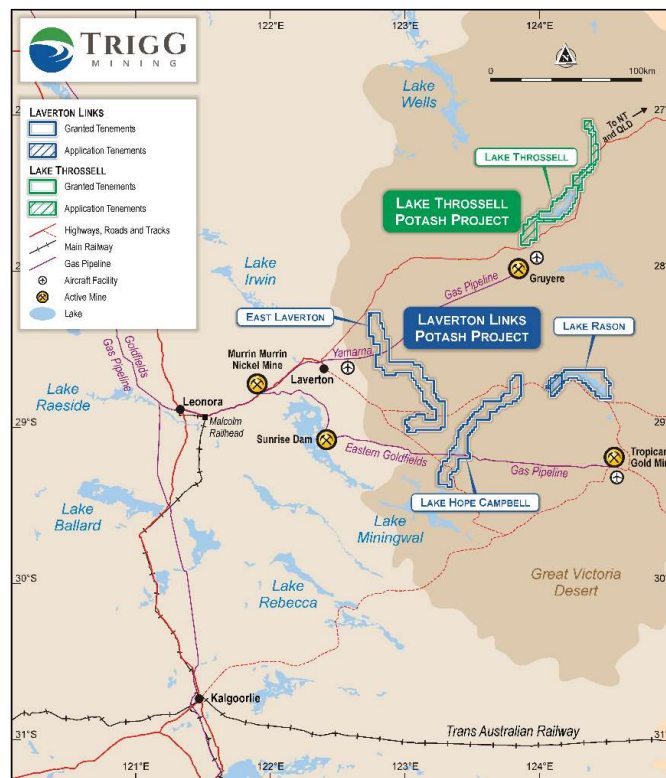 TRIGG
MINING
LAVERTON LINKS
Granted Tenements
Application Tenements
LAKE THROSSELL
Granted Tenements
Application Tenements
Highways, Roads and Tracks
Main Railway
Gas Pipeline
Aircraft Facility
Active Mine
Lake
122°E
123°E
124°E
0
100km
Lake
Wells
To NT
and QLD
LAKE THROSSELL
LAKE THROSSELL
POTASH PROJECT
Lake
Irwin
Gas Pipeline
Gruyere
EAST LAVERTON
LAVERTON LINKS
POTASH PROJECT
LAKE RASON
Murrin Murrin
Nickel Mine
Laverton
Yamarna
Goldfields
Gas Pipeline
Lake
Raeside
Leonora
Malcolm
Railhead
29°S
Sunrise Dam
Eastern Goldfields
Gas Pipeline
Tropican
Gold Min
LAKE HOPE CAMPBELL
Lake
Ballard
Lake
Minigwal
30°S
Lake
Rebecca
Great Victoria
Desert
Kalgoorlie
31°S
Trans Australian Railway
121°E
122°E
123°E
124°E